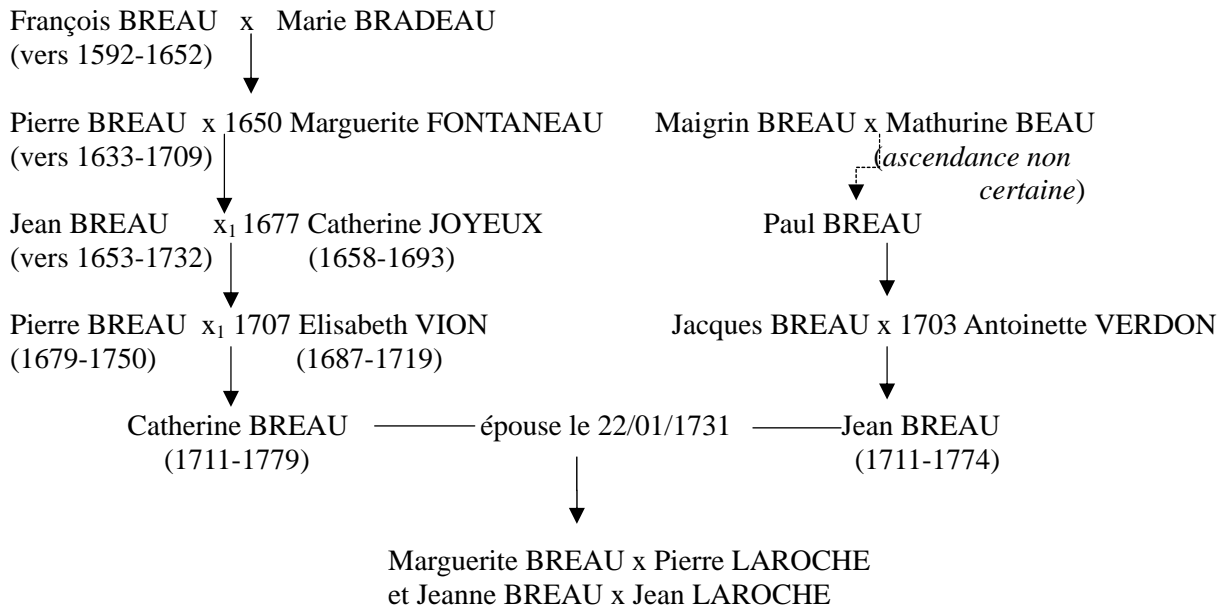 François BREAU x Marie BRADEAU
(vers 1592-1652)
Pierre BREAU x 1650 Marguerite FONTANEAU Maigrin BREAU x Mathurine BEAU
(vers 1633-1709) (ascendance non
certaine)
Jean BREAU x₁ 1677 Catherine JOYEUX Paul BREAU
(vers 1653-1732) (1658-1693)
Pierre BREAU x₁ 1707 Elisabeth VION Jacques BREAU x 1703 Antoinette VERDON
(1679-1750) (1687-1719)
Catherine BREAU épouse le 22/01/1731 Jean BREAU
(1711-1779) (1711-1774)
Marguerite BREAU x Pierre LAROCHE
et Jeanne BREAU x Jean LAROCHE